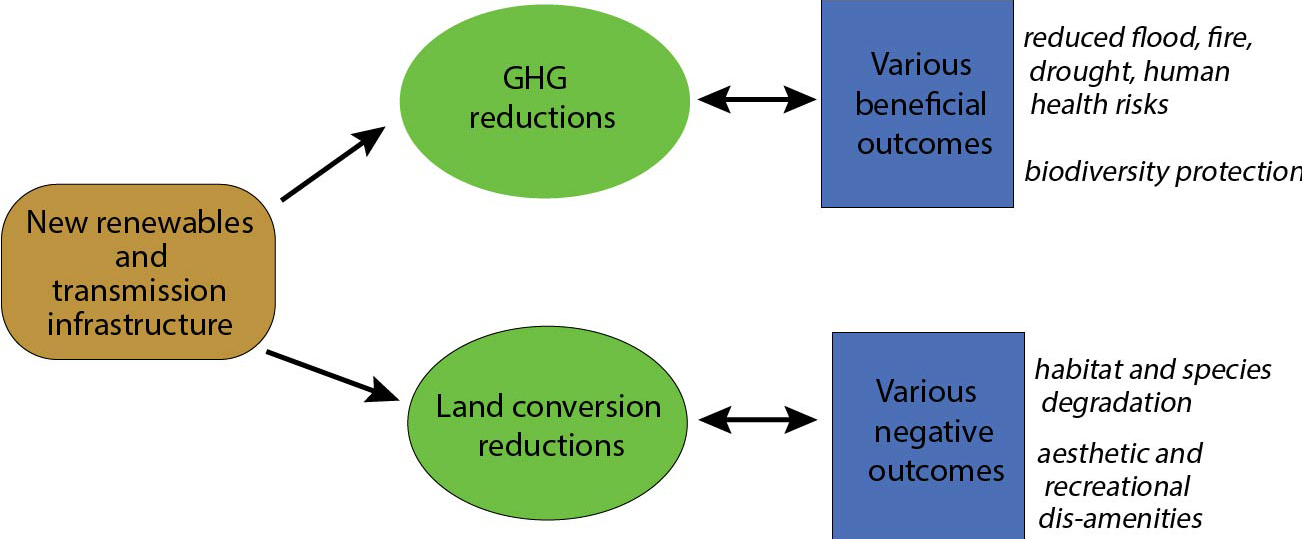 New renewables
and
transmission
infrastructure
GHG
reductions
Various
beneficial
outcomes
reduced flood, fire,
drought, human
health risks
biodiversity protection
Land conversion
reductions
Various
negative
outcomes
habitat and species
degradation
aesthetic and
recreational
dis-amenities